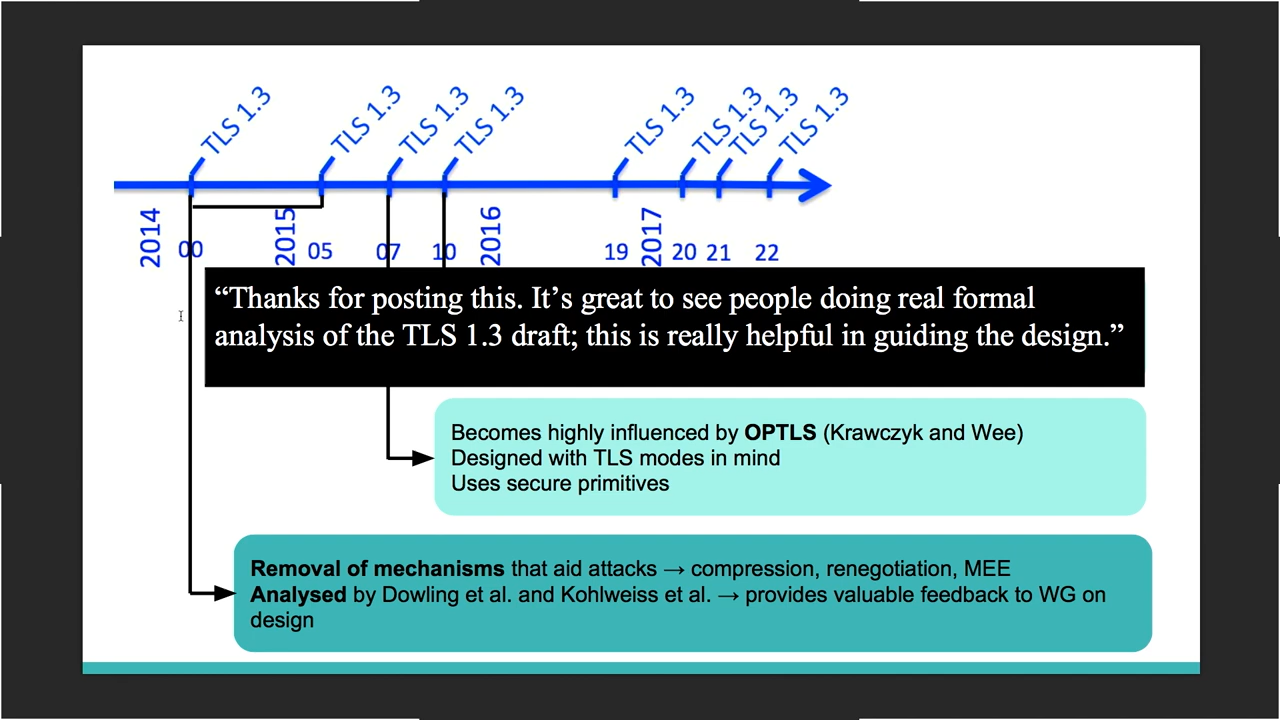 TLS 1.3 TLS 1.3 TLS 1.3 TLS 1.3 TLS 1.3 TLS 1.3 TLS 1.3 TLS 1.3
2014 2015 2016 2017
00 05 07 10 19 20 21 22
“Thanks for posting this. It’s great to see people doing real formal
analysis of the TLS 1.3 draft; this is really helpful in guiding the design.”
Becomes highly influenced by OPTLS (Krawczyk and Wee)
Designed with TLS modes in mind
Uses secure primitives
Removal of mechanisms that aid attacks → compression, renegotiation, MEE
Analysed by Dowling et al. and Kohlweiss et al. → provides valuable feedback to WG on
design